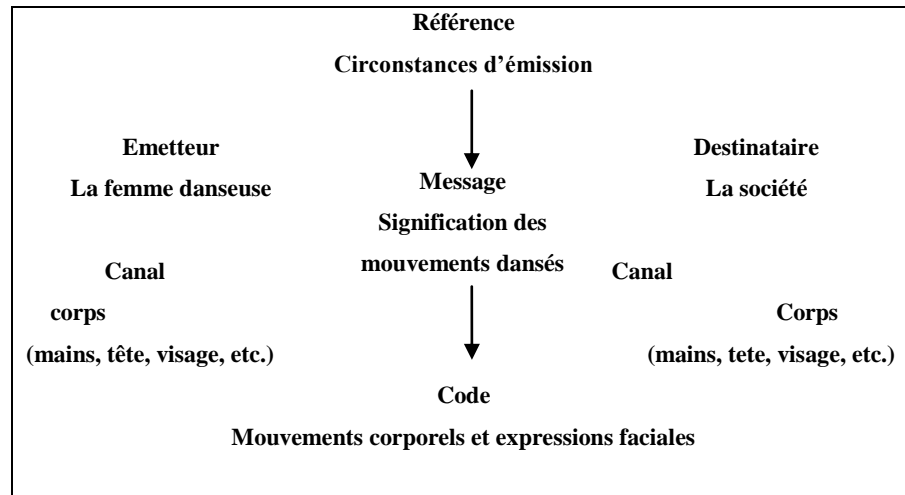 Référence
Circonstances d'émission
Emetteur
La femme danseuse
Message
Signification des
mouvements dansés
Destinataire
La société
Canal
corps
(mains, tête, visage, etc.)
Canal
Corps
(mains, tete, visage, etc.)
Code
Mouvements corporels et expressions faciales